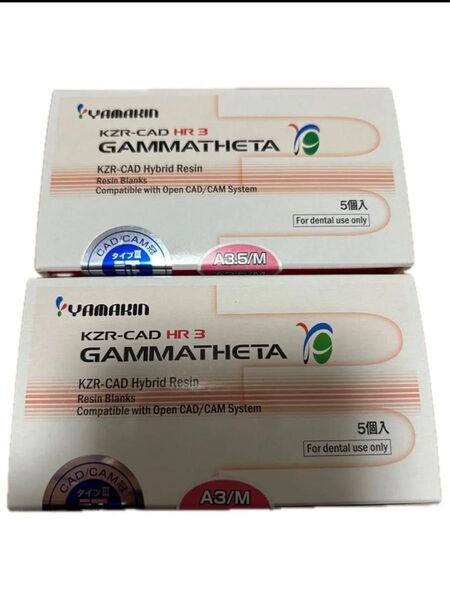 YAMAKIN
KZR-CAD HR 3
GAMMATHETA
KZR-CAD Hybrid Resin
Resin Blanks
Compatible with Open CAD/CAM System
5個入
For dental use only
CAD/CAM冠
タイプIII
A3.5/M
YAMAKIN
KZR-CAD HR 3
GAMMATHETA
KZR-CAD Hybrid Resin
Resin Blanks
Compatible with Open CAD/CAM System
5個入
For dental use only
CAD/CAM冠
タイプIII
A3/M